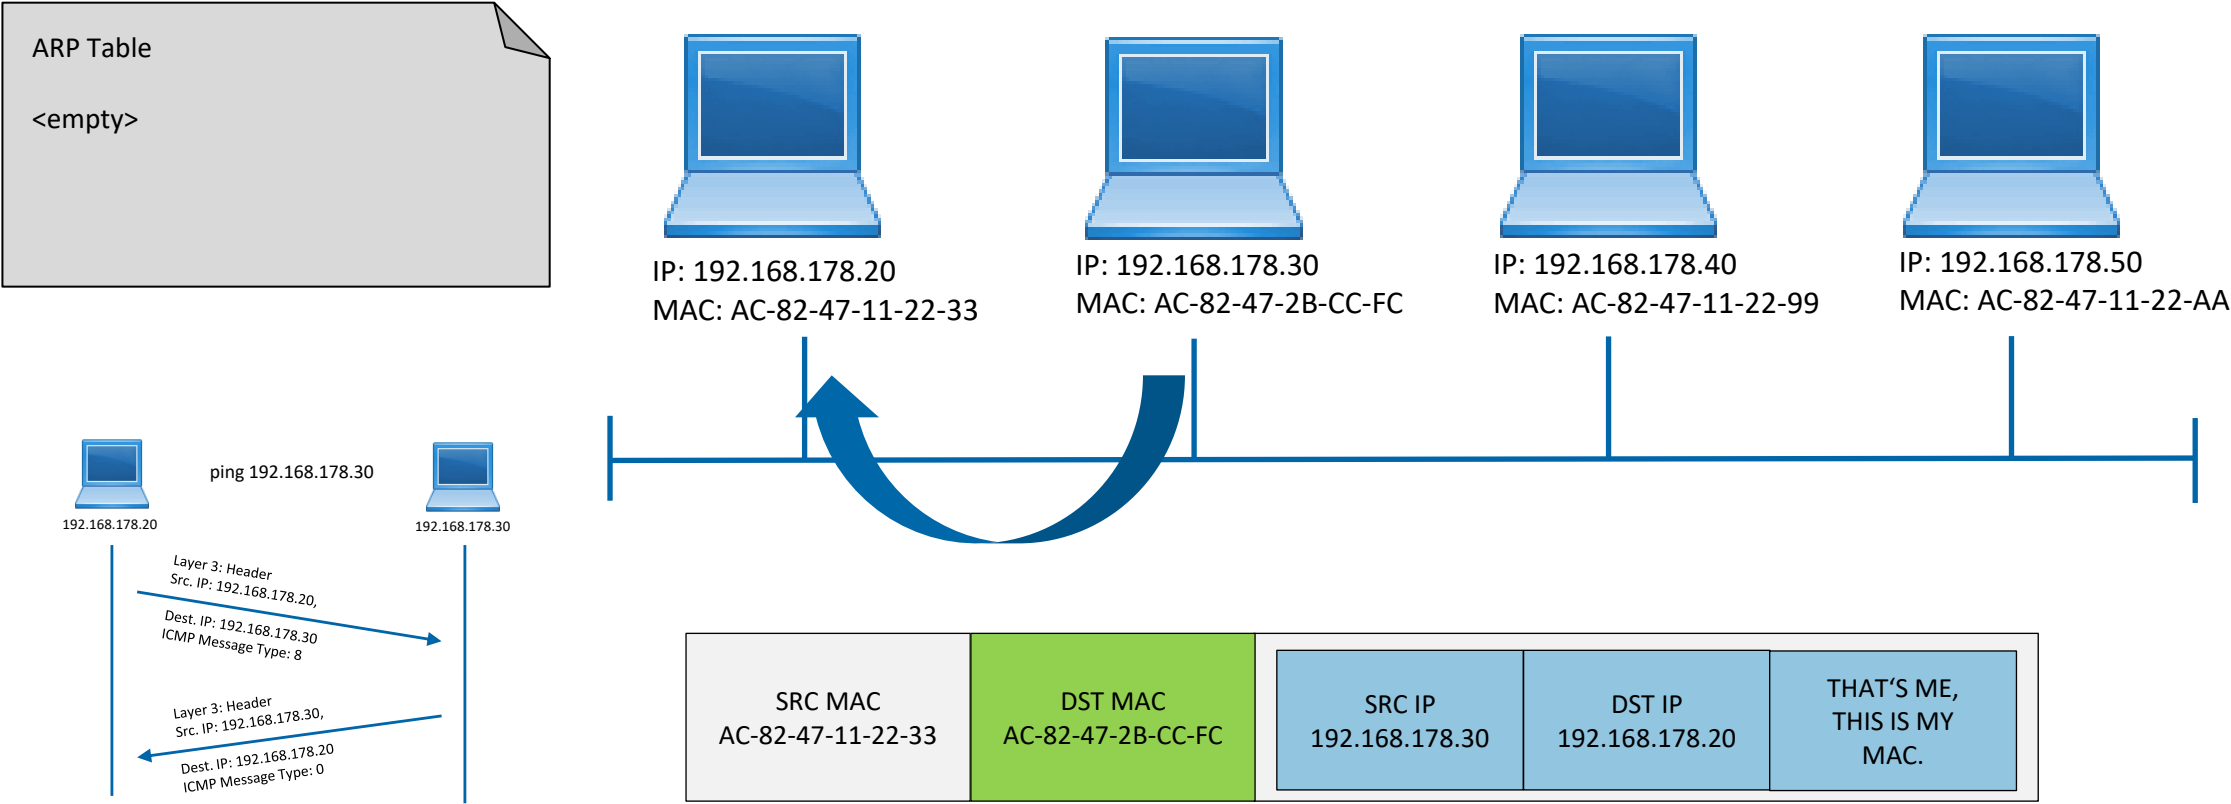 ARP Table
<empty>
IP: 192.168.178.20
MAC: AC-82-47-11-22-33
IP: 192.168.178.30
MAC: AC-82-47-2B-CC-FC
IP: 192.168.178.40
MAC: AC-82-47-11-22-99
IP: 192.168.178.50
MAC: AC-82-47-11-22-AA
ping 192.168.178.30
192.168.178.20
192.168.178.30
Layer 3: Header
Src. IP: 192.168.178.20,
Dest. IP: 192.168.178.30
ICMP Message Type: 8
Layer 3: Header
Src. IP: 192.168.178.30,
Dest. IP: 192.168.178.20
ICMP Message Type: 0
SRC MAC
AC-82-47-11-22-33
DST MAC
AC-82-47-2B-CC-FC
SRC IP
192.168.178.30
DST IP
192.168.178.20
THAT‘S ME,
THIS IS MY
MAC.